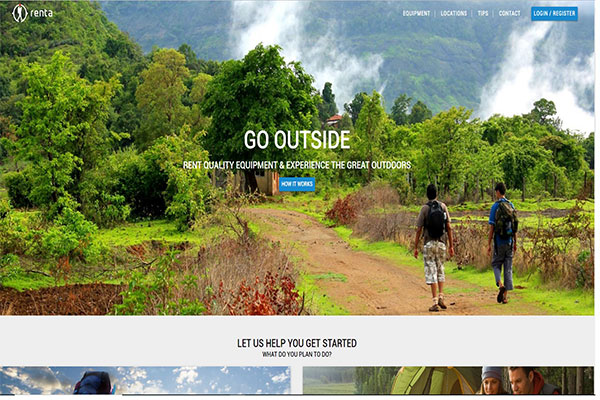 renta
EQUIPMENT | LOCATIONS | TIPS | CONTACT LOGIN / REGISTER
GO OUTSIDE
RENT QUALITY EQUIPMENT & EXPERIENCE THE GREAT OUTDOORS
HOW IT WORKS
LET US HELP YOU GET STARTED
WHAT DO YOU PLAN TO DO?